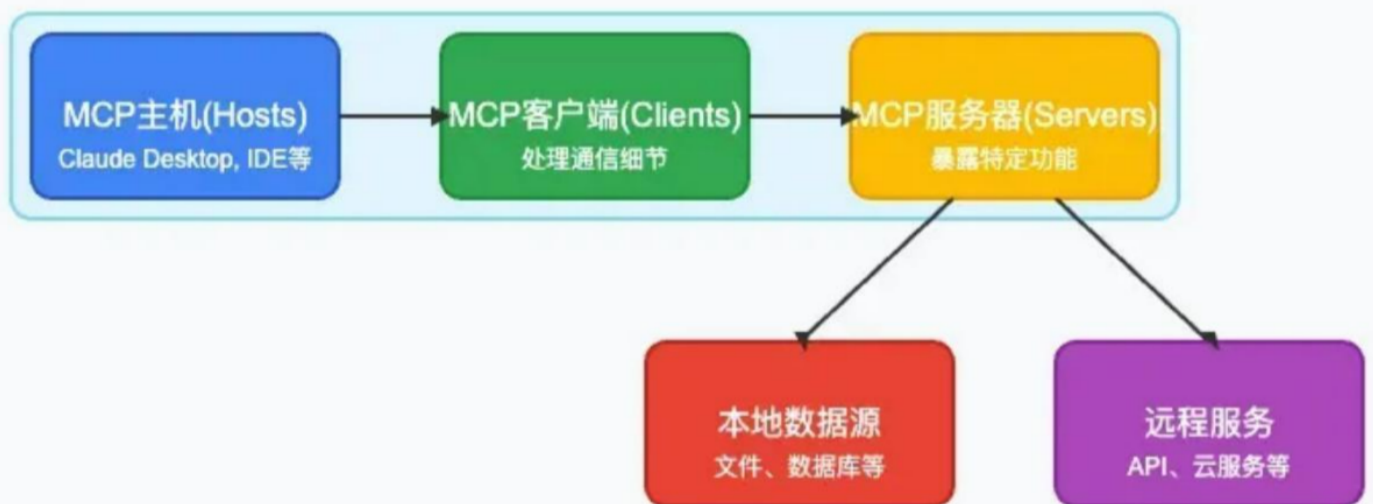 MCP主机(Hosts)
Claude Desktop, IDE等
MCP客户端(Clients)
处理通信细节
MCP服务器(Servers)
暴露特定功能
本地数据源
文件、数据库等
远程服务
API、云服务等